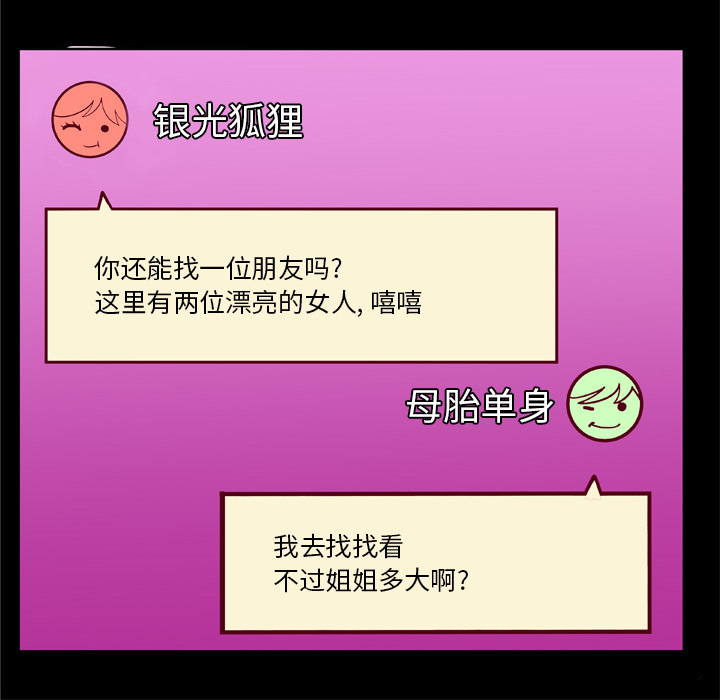 银光狐狸
你还能找一位朋友吗?
这里有两位漂亮的女人, 嘻嘻
母胎单身
我去找找看
不过姐姐多大啊?